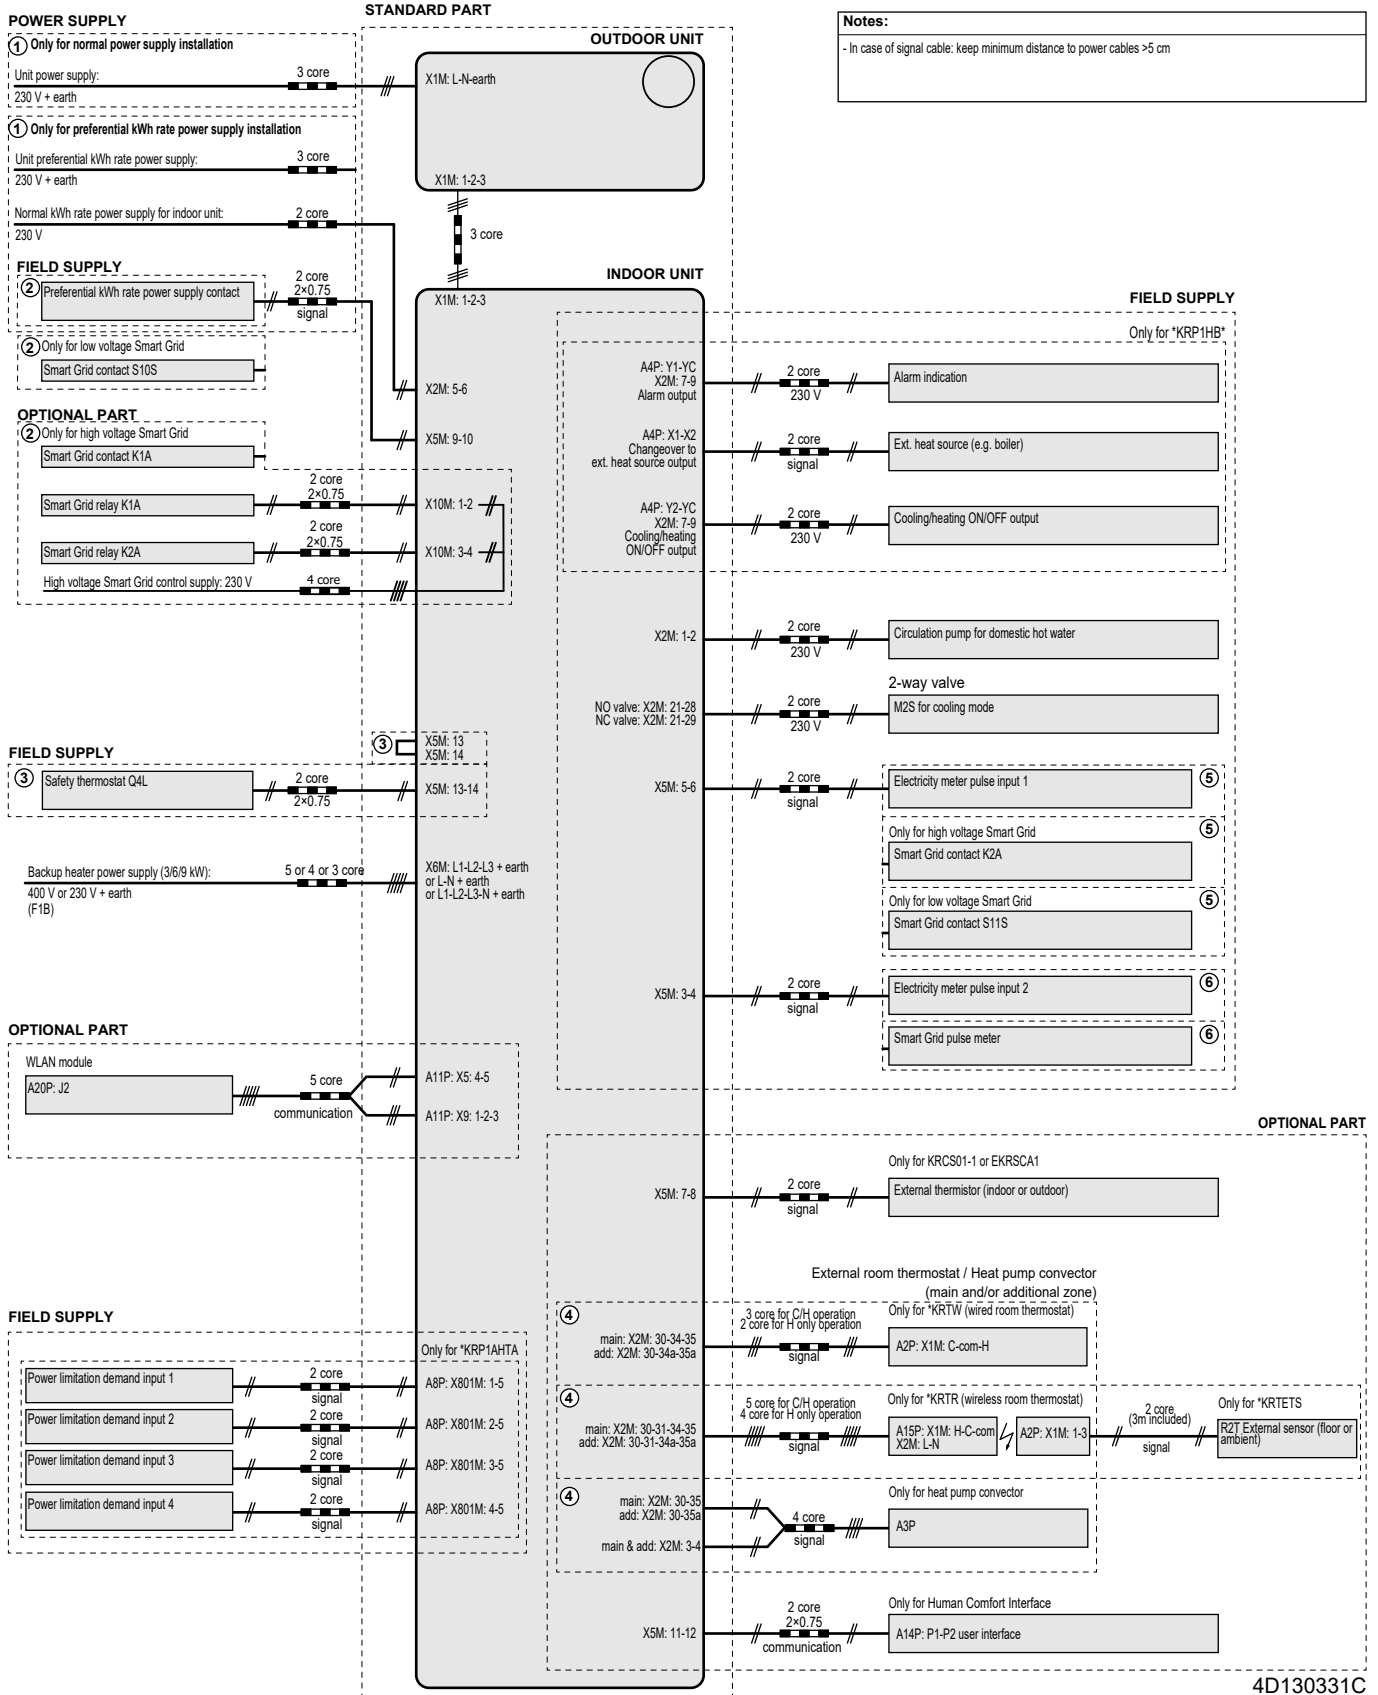 STANDARD PART
POWER SUPPLY
① Only for normal power supply installation
Unit power supply:
230 V + earth
3 core
① Only for preferential kWh rate power supply installation
Unit preferential kWh rate power supply:
230 V + earth
3 core
Normal kWh rate power supply for indoor unit:
230 V
2 core
FIELD SUPPLY
② Preferential kWh rate power supply contact
2 core
2×0.75
signal
② Only for low voltage Smart Grid
Smart Grid contact S10S
OPTIONAL PART
② Only for high voltage Smart Grid
Smart Grid contact K1A
Smart Grid relay K1A
2 core
2×0.75
Smart Grid relay K2A
2 core
2×0.75
High voltage Smart Grid control supply: 230 V
4 core
FIELD SUPPLY
③ Safety thermostat Q4L
2 core
2×0.75
Backup heater power supply (3/6/9 kW):
400 V or 230 V + earth
(F1B)
5 or 4 or 3 core
OPTIONAL PART
WLAN module
A20P: J2
5 core
communication
FIELD SUPPLY
Only for *KRP1AHTA
Power limitation demand input 1
2 core
signal
A8P: X801M: 1-5
Power limitation demand input 2
2 core
signal
A8P: X801M: 2-5
Power limitation demand input 3
2 core
signal
A8P: X801M: 3-5
Power limitation demand input 4
2 core
signal
A8P: X801M: 4-5
OUTDOOR UNIT
X1M: L-N-earth
X1M: 1-2-3
3 core
INDOOR UNIT
X1M: 1-2-3
X2M: 5-6
X5M: 9-10
X10M: 1-2
X10M: 3-4
③
X5M: 13
X5M: 14
X5M: 13-14
X6M: L1-L2-L3 + earth
or L-N + earth
or L1-L2-L3-N + earth
A11P: X5: 4-5
A11P: X9: 1-2-3
Notes:
- In case of signal cable: keep minimum distance to power cables >5 cm
FIELD SUPPLY
Only for *KRP1HB*
A4P: Y1-YC
X2M: 7-9
Alarm output
2 core
230 V
Alarm indication
A4P: X1-X2
Changeover to
ext. heat source output
2 core
signal
Ext. heat source (e.g. boiler)
A4P: Y2-YC
X2M: 7-9
Cooling/heating
ON/OFF output
2 core
230 V
Cooling/heating ON/OFF output
X2M: 1-2
2 core
230 V
Circulation pump for domestic hot water
2-way valve
NO valve: X2M: 21-28
NC valve: X2M: 21-29
2 core
230 V
M2S for cooling mode
X5M: 5-6
2 core
signal
Electricity meter pulse input 1
⑤
Only for high voltage Smart Grid
⑤
Smart Grid contact K2A
Only for low voltage Smart Grid
⑤
Smart Grid contact S11S
X5M: 3-4
2 core
signal
Electricity meter pulse input 2
⑥
Smart Grid pulse meter
⑥
OPTIONAL PART
Only for KRCS01-1 or EKRSCA1
X5M: 7-8
2 core
signal
External thermistor (indoor or outdoor)
External room thermostat / Heat pump convector
(main and/or additional zone)
④
main: X2M: 30-34-35
add: X2M: 30-34a-35a
3 core for C/H operation
2 core for H only operation
signal
Only for *KRTW (wired room thermostat)
A2P: X1M: C-com-H
④
main: X2M: 30-31-34-35
add: X2M: 30-31-34a-35a
5 core for C/H operation
4 core for H only operation
signal
Only for *KRTR (wireless room thermostat)
A15P: X1M: H-C-com
X2M: L-N
A2P: X1M: 1-3
2 core
(3m included)
signal
Only for *KRTETS
R2T External sensor (floor or
ambient)
④
main: X2M: 30-35
add: X2M: 30-35a
main & add: X2M: 3-4
4 core
signal
Only for heat pump convector
A3P
Only for Human Comfort Interface
X5M: 11-12
2 core
2×0.75
communication
A14P: P1-P2 user interface
4D130331C